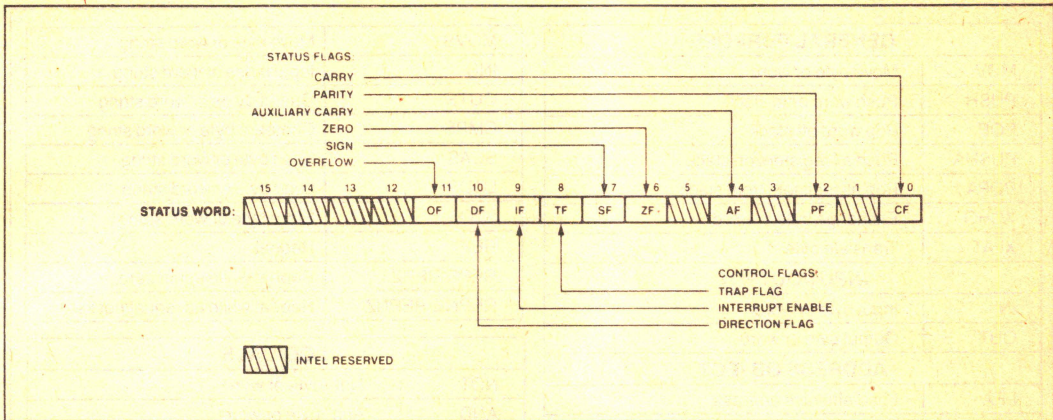 STATUS FLAGS:
CARRY
PARITY
AUXILIARY CARRY
ZERO
SIGN
OVERFLOW
15 14 13 12 11 10 9 8 7 6 5 4 3 2 1 0
STATUS WORD: OF DF IF TF SF ZF AF PF CF
CONTROL FLAGS:
TRAP FLAG
INTERRUPT ENABLE
DIRECTION FLAG
INTEL RESERVED